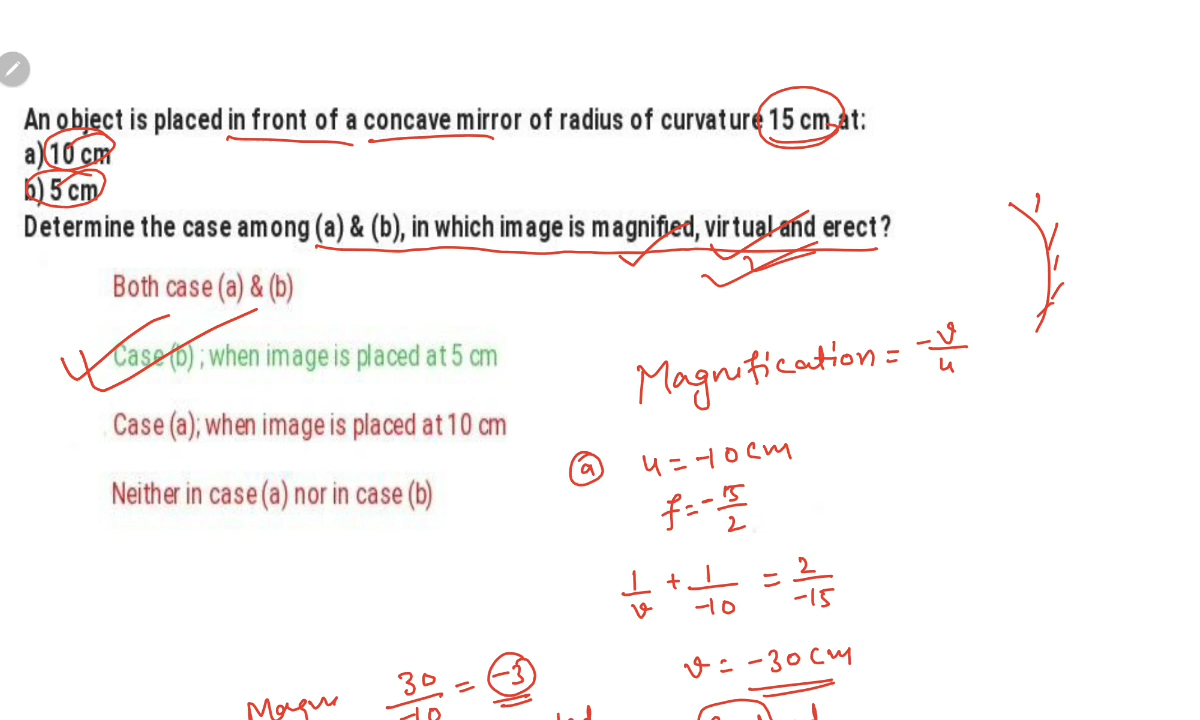 An object is placed in front of a concave mirror of radius of curvature 15 cm at:
a) 10 cm
b) 5 cm
Determine the case among (a) & (b), in which image is magnified, virtual and erect?
Both case (a) & (b)
Case (b) ; when image is placed at 5 cm
Case (a); when image is placed at 10 cm
Neither in case (a) nor in case (b)
Magnification = -v/u
(a) u = -10 cm
f = -15/2
1/v + 1/-10 = 2/-15
v = -30 cm
Magn 30/-10 = -3